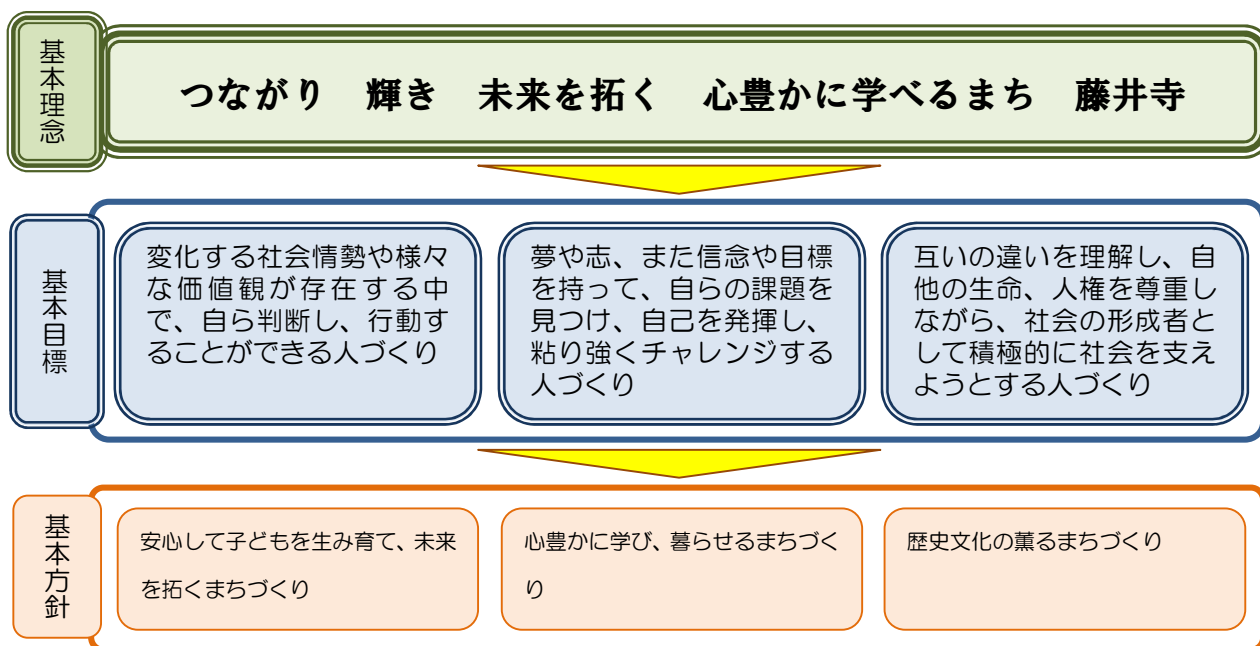 基本理念
つながり　輝き　未来を拓く　心豊かに学べるまち　藤井寺
基本目標
変化する社会情勢や様々
な価値観が存在する中
で、自ら判断し、行動す
ることができる人づくり
夢や志、また信念や目標
を持って、自らの課題を
見つけ、自己を発揮し、
粘り強くチャレンジする
人づくり
互いの違いを理解し、自
他の生命、人権を尊重し
ながら、社会の形成者と
して積極的に社会を支え
ようとする人づくり
基本方針
安心して子どもを生み育て、未来
を拓くまちづくり
心豊かに学び、暮らせるまちづく
り
歴史文化の薫るまちづくり